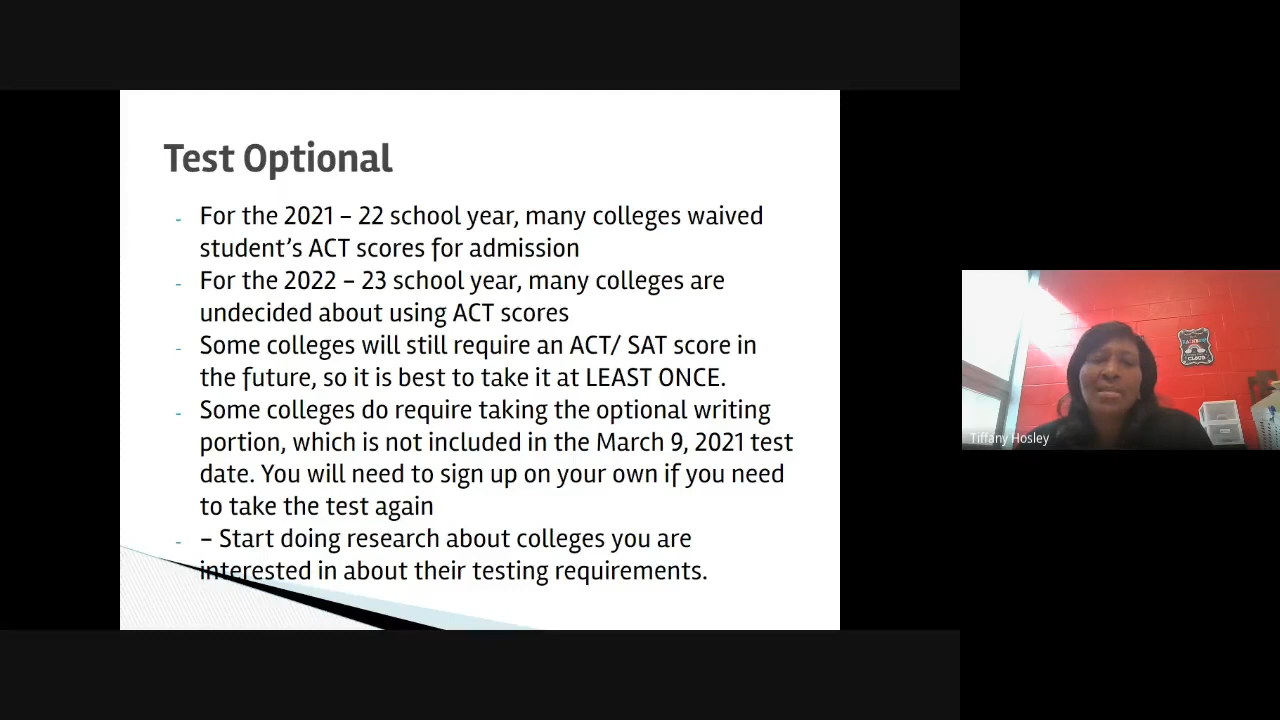 Test Optional
- For the 2021 – 22 school year, many colleges waived
student's ACT scores for admission
- For the 2022 – 23 school year, many colleges are
undecided about using ACT scores
- Some colleges will still require an ACT/ SAT score in
the future, so it is best to take it at LEAST ONCE.
- Some colleges do require taking the optional writing
portion, which is not included in the March 9, 2021 test
date. You will need to sign up on your own if you need
to take the test again
- – Start doing research about colleges you are
interested in about their testing requirements.
Tiffany Hosley